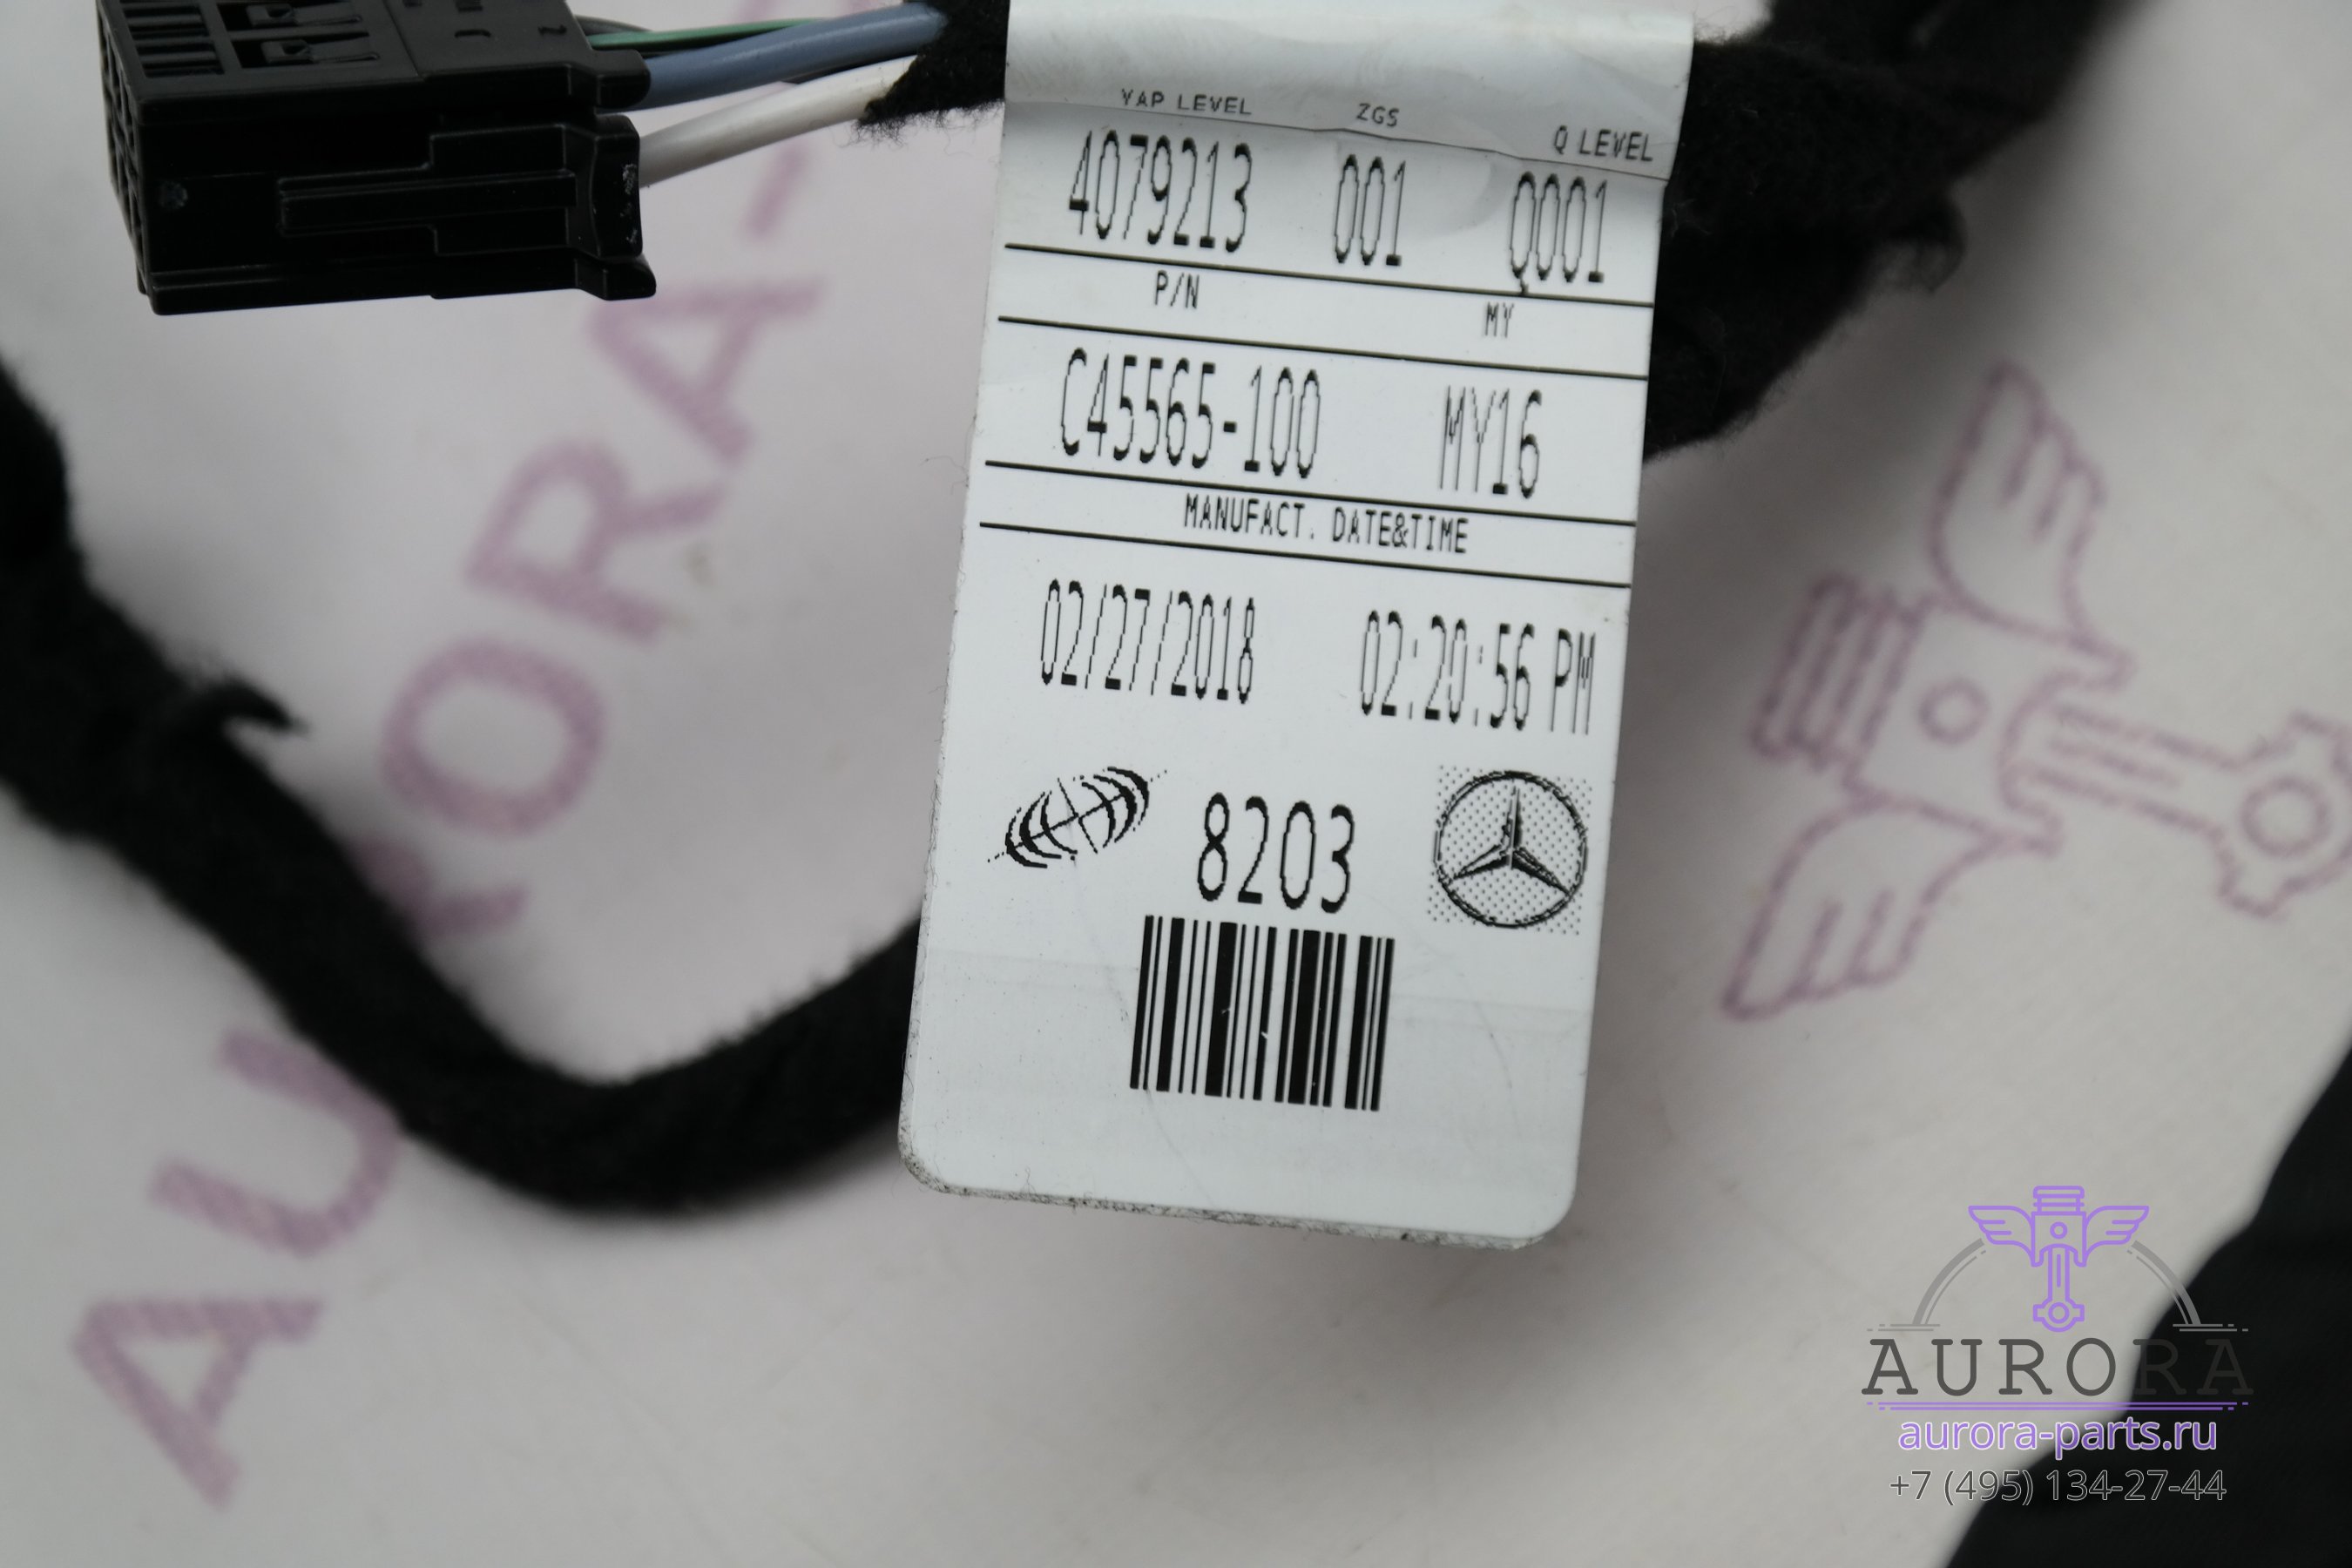 YAP LEVEL ZGS Q LEVEL
4079213 001 Q001
P/N MY
C45565-100 MY16
MANUFACT. DATE&TIME
02/27/2018 02:20:56 PM
8203
AURORA-
AURORA
aurora-parts.ru
+7 (495) 134-27-44